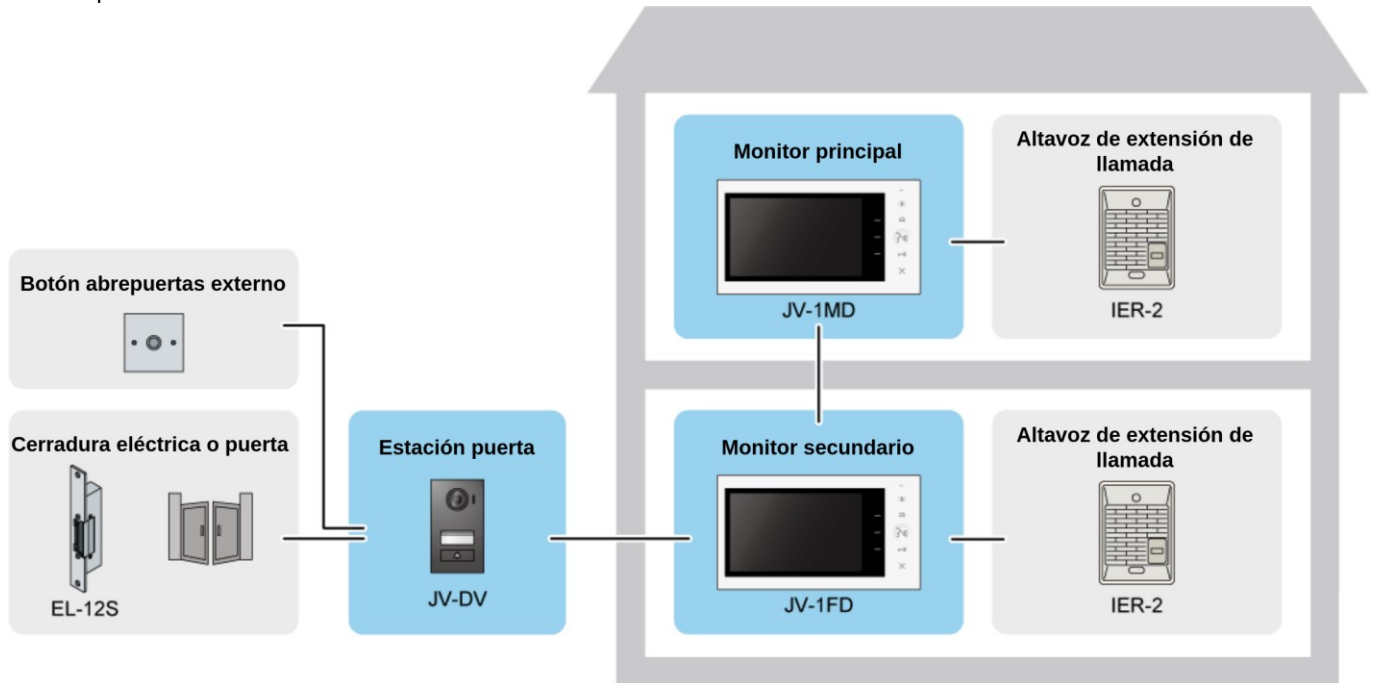 Monitor principal
JV-1MD
Altavoz de extensión de
llamada
IER-2
Botón abrepuertas externo
Cerradura eléctrica o puerta
EL-12S
Estación puerta
JV-DV
Monitor secundario
JV-1FD
Altavoz de extensión de
llamada
IER-2